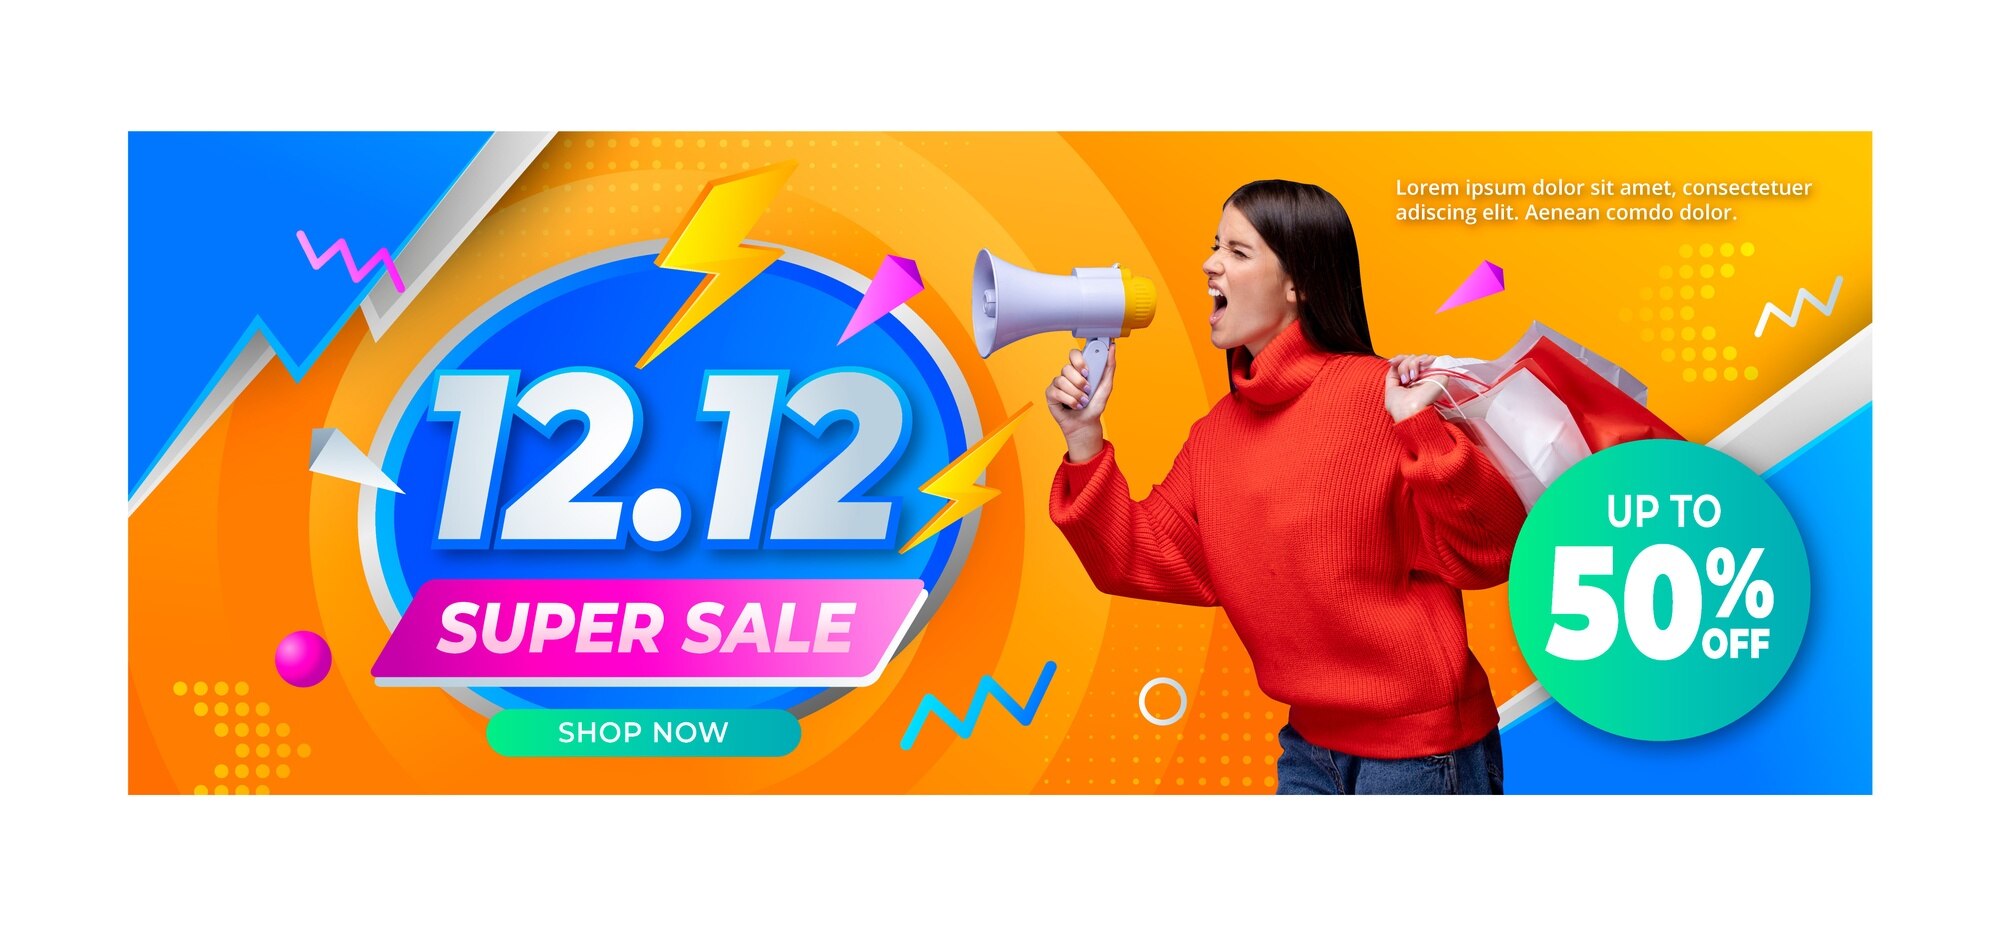 12.12
SUPER SALE
SHOP NOW
Lorem ipsum dolor sit amet, consectetuer
adiscing elit. Aenean comdo dolor.
UP TO
50%
OFF